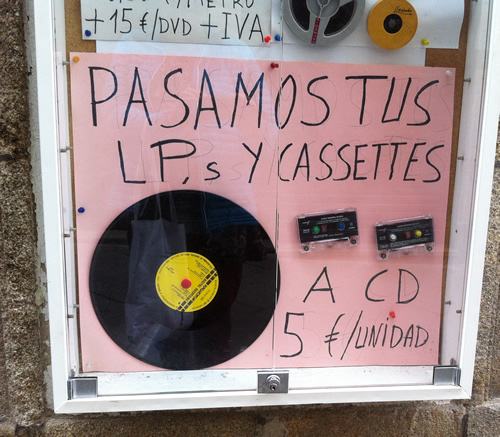 +15 €/DVD +IVA
PASAMOS TUS
LP,s Y CASSETTES
A CD
5 €/UNIDAD